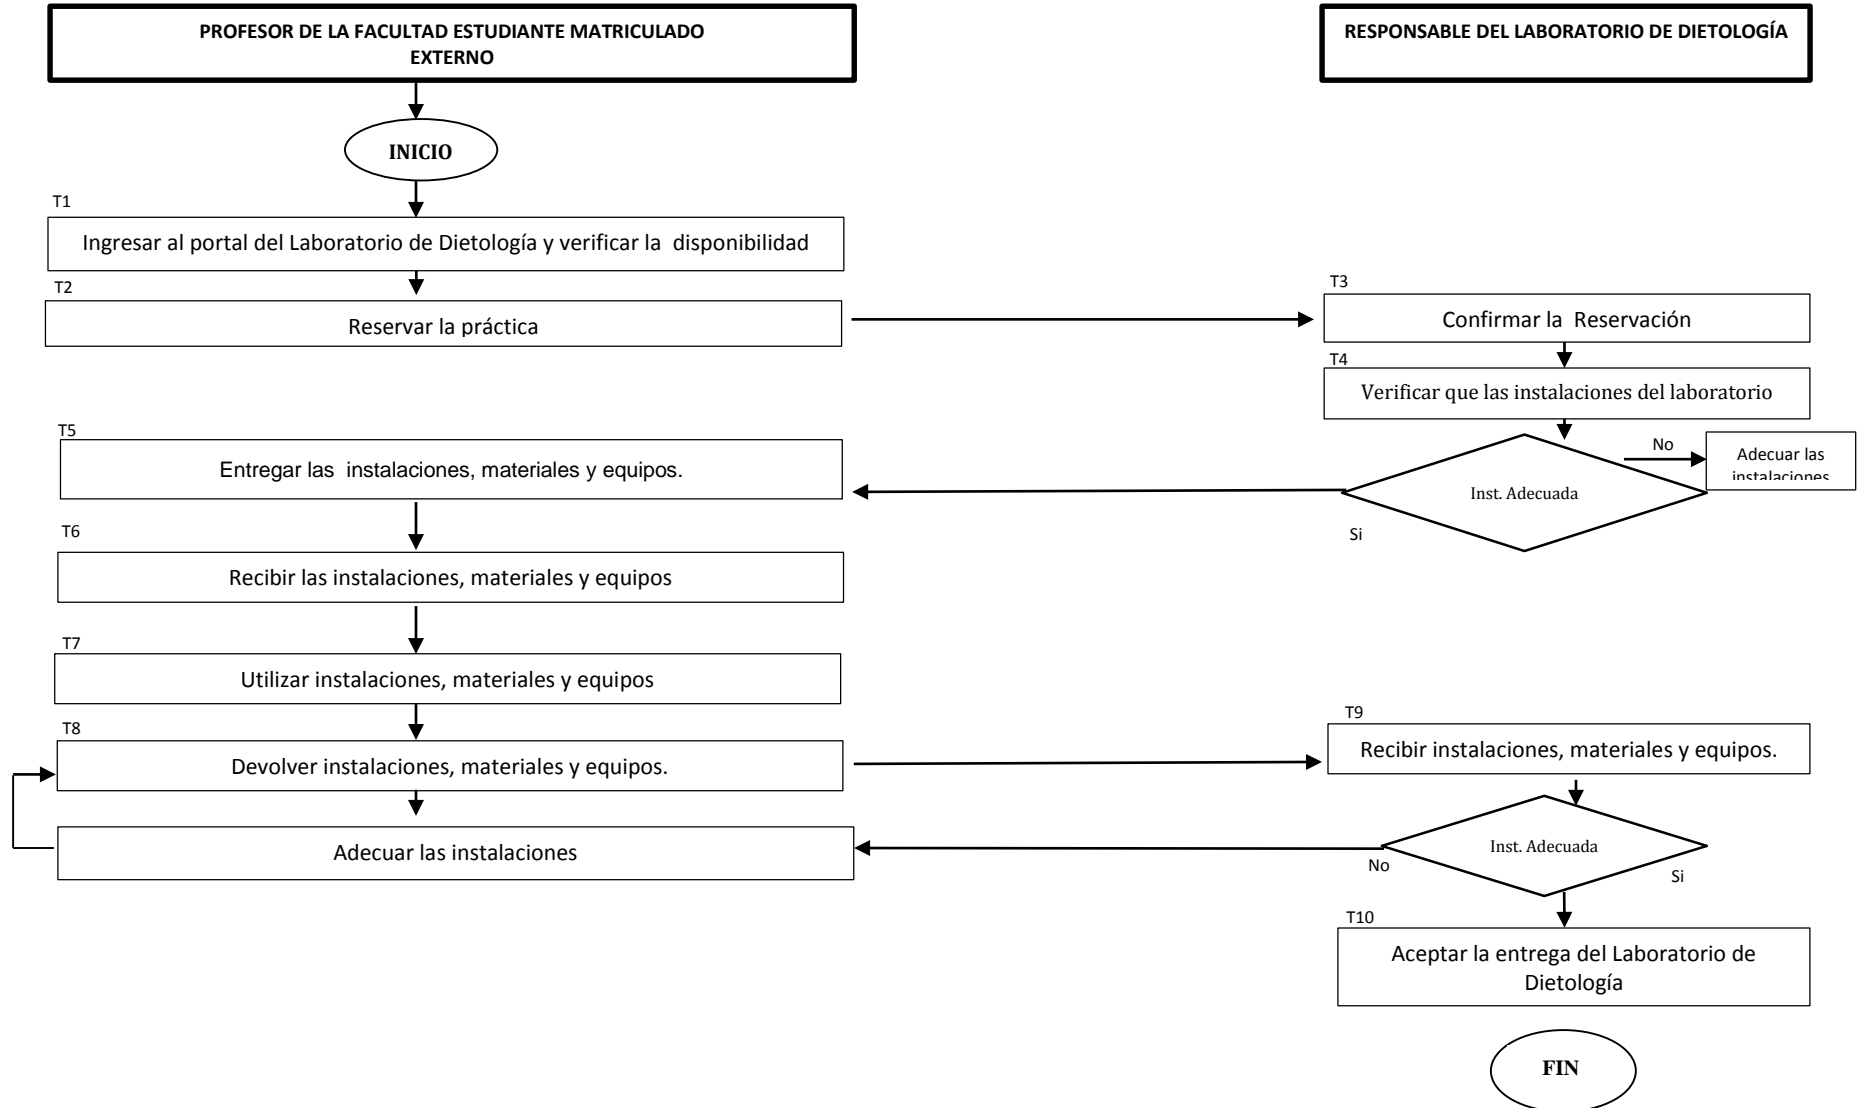 PROFESOR DE LA FACULTAD ESTUDIANTE MATRICULADO
EXTERNO
RESPONSABLE DEL LABORATORIO DE DIETOLOGÍA
INICIO
T1
Ingresar al portal del Laboratorio de Dietología y verificar la disponibilidad
T2
Reservar la práctica
T3
Confirmar la Reservación
T4
Verificar que las instalaciones del laboratorio
Inst. Adecuada
No
Adecuar las
instalaciones
Si
T5
Entregar las instalaciones, materiales y equipos.
T6
Recibir las instalaciones, materiales y equipos
T7
Utilizar instalaciones, materiales y equipos
T8
Devolver instalaciones, materiales y equipos.
T9
Recibir instalaciones, materiales y equipos.
Inst. Adecuada
No
Si
Adecuar las instalaciones
T10
Aceptar la entrega del Laboratorio de
Dietología
FIN